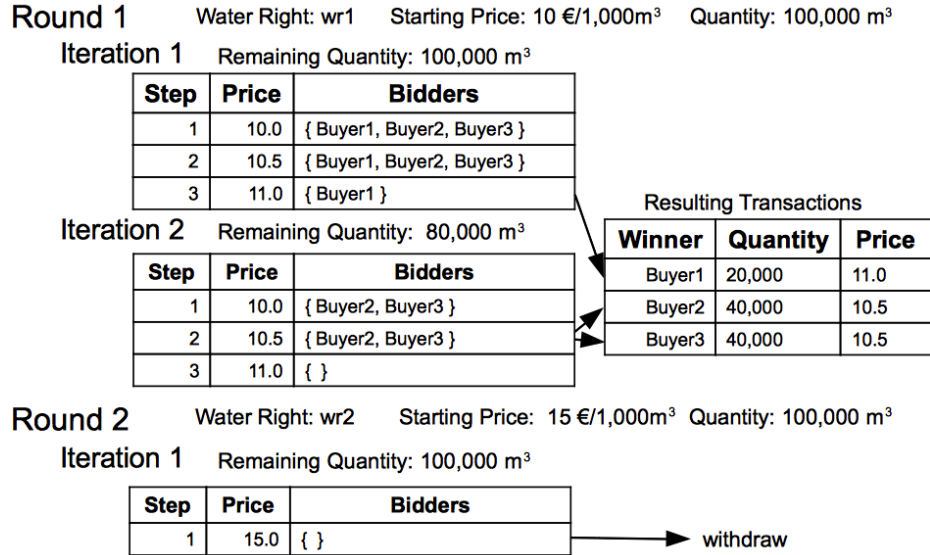 Round 1 Water Right: wr1 Starting Price: 10 €/1,000m³ Quantity: 100,000 m³
Iteration 1 Remaining Quantity: 100,000 m³
Step Price Bidders
1 10.0 { Buyer1, Buyer2, Buyer3 }
2 10.5 { Buyer1, Buyer2, Buyer3 }
3 11.0 { Buyer1 }
Iteration 2 Remaining Quantity: 80,000 m³
Step Price Bidders
1 10.0 { Buyer2, Buyer3 }
2 10.5 { Buyer2, Buyer3 }
3 11.0 { }
Resulting Transactions
Winner Quantity Price
Buyer1 20,000 11.0
Buyer2 40,000 10.5
Buyer3 40,000 10.5
Round 2 Water Right: wr2 Starting Price: 15 €/1,000m³ Quantity: 100,000 m³
Iteration 1 Remaining Quantity: 100,000 m³
Step Price Bidders
1 15.0 { }
withdraw